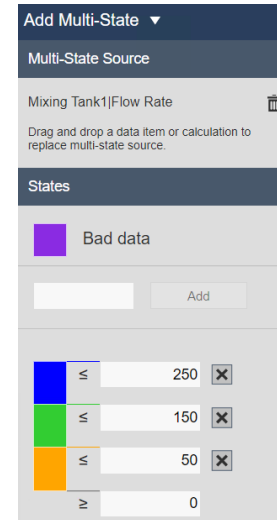 Add Multi-State ▼
Multi-State Source
Mixing Tank1|Flow Rate
Drag and drop a data item or calculation to
replace multi-state source.
States
Bad data
Add
≤ 250
≤ 150
≤ 50
≥ 0